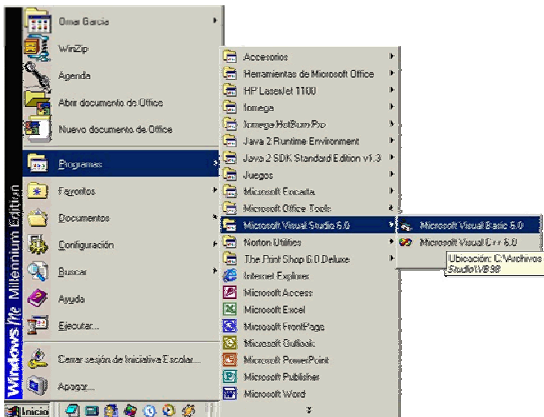 Omar Garcia
WinZip
Agenda
Abrir documento de Office
Nuevo documento de Office
Programas
Favoritos
Documentos
Configuración
Buscar
Ayuda
Ejecutar...
Cerrar sesión de Iniciativa Escolar...
Apagar...
Windows Me Millennium Edition
Inicio
Accesorios
Herramientas de Microsoft Office
HP LaserJet 1100
Iomega
Iomega HotBurn Pro
Java 2 Runtime Environment
Java 2 SDK Standard Edition v1.3
Juegos
Microsoft Encarta
Microsoft Office Tools
Microsoft Visual Studio 6.0
Norton Utilities
The Print Shop 6.0 Deluxe
Internet Explorer
Microsoft Access
Microsoft Excel
Microsoft FrontPage
Microsoft Outlook
Microsoft PowerPoint
Microsoft Publisher
Microsoft Word
Microsoft Visual Basic 6.0
Microsoft Visual C++ 6.0
Ubicación: C:\Archivos
Studio\VB98